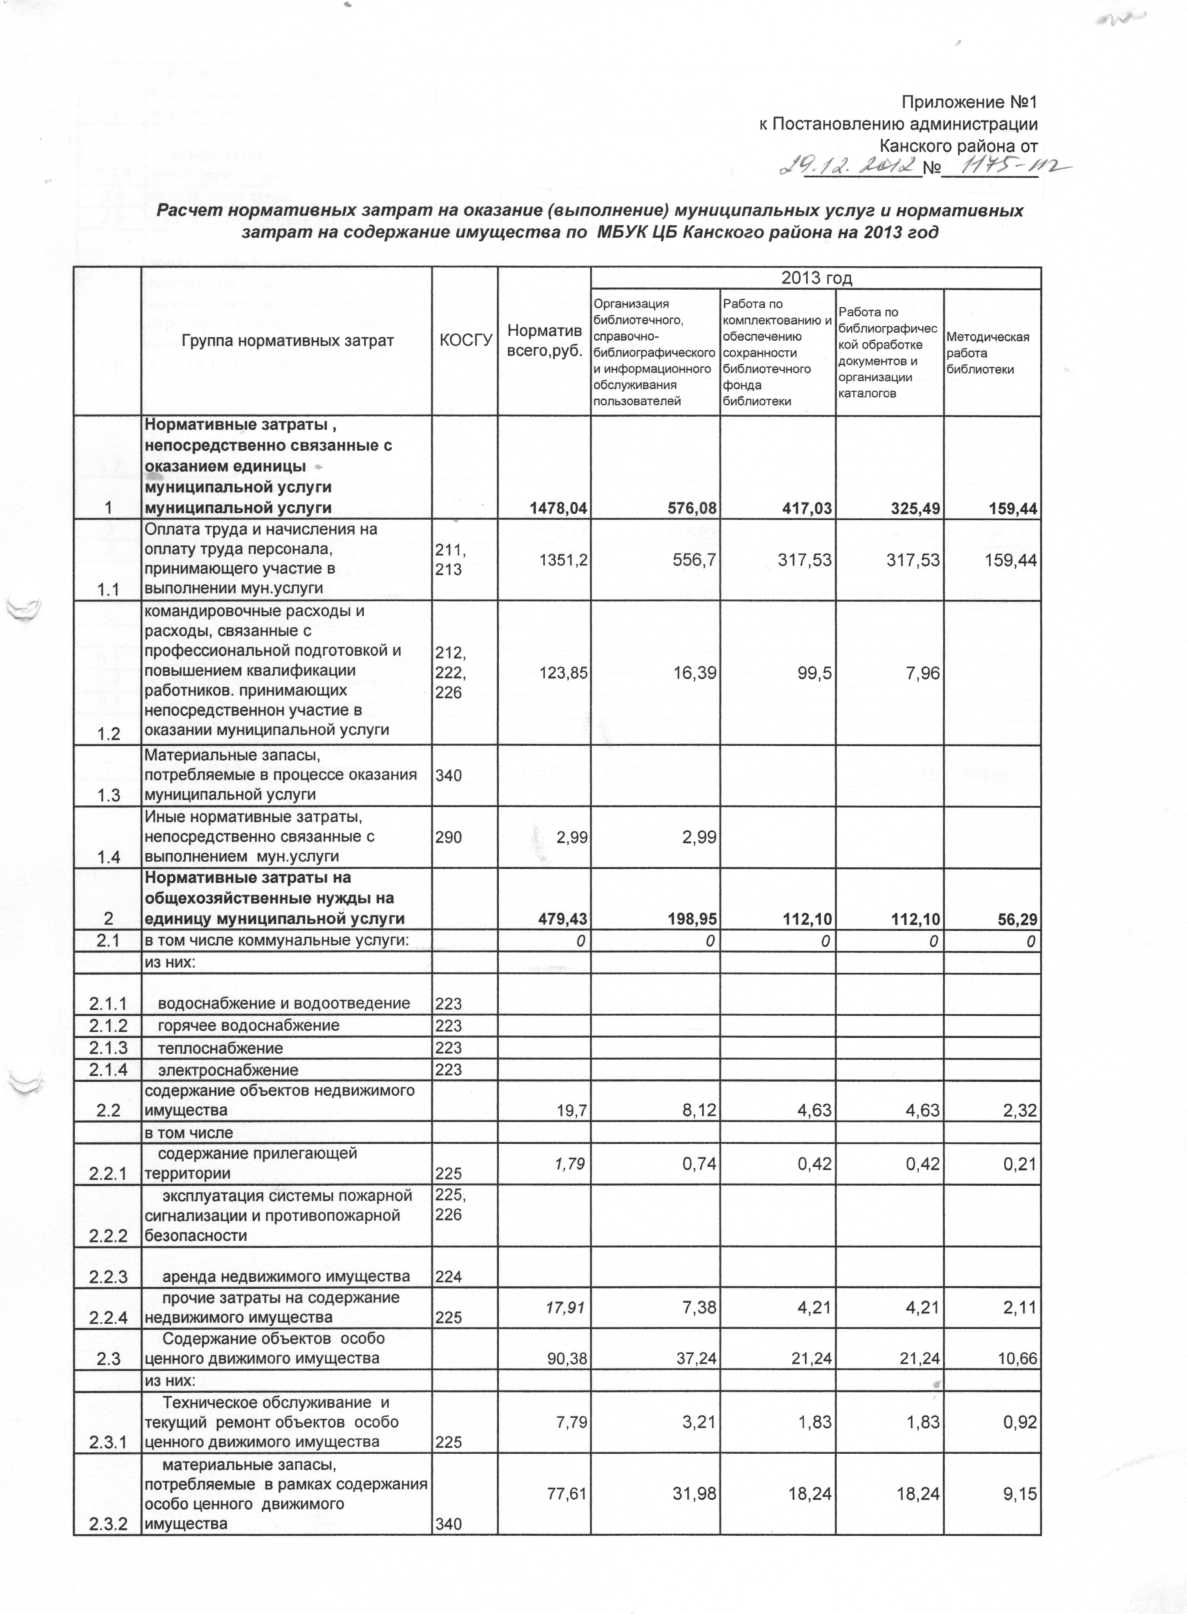 Приложение №1
к Постановлению администрации
Канского района от
29.12.2012 № 1175-пг
Расчет нормативных затрат на оказание (выполнение) муниципальных услуг и нормативных
затрат на содержание имущества по МБУК ЦБ Канского района на 2013 год
Группа нормативных затрат
КОСГУ
Норматив
всего,руб.
2013 год
Организация
библиотечного,
справочно-
библиографического
и информационного
обслуживания
пользователей
Работа по
комплектованию и
обеспечению
сохранности
библиотечного
фонда
библиотеки
Работа по
библиографичес
кой обработке
документов и
организации
каталогов
Методическая
работа
библиотеки
Нормативные затраты ,
непосредственно связанные с
оказанием единицы
муниципальной услуги
1 муниципальной услуги 1478,04 576,08 417,03 325,49 159,44
Оплата труда и начисления на
оплату труда персонала,
принимающего участие в
1.1 выполнении мун.услуги 211, 213 1351,2 556,7 317,53 317,53 159,44
командировочные расходы и
расходы, связанные с
профессиональной подготовкой и
повышением квалификации
работников. принимающих
непосредственнон участие в
1.2 оказании муниципальной услуги 212, 222, 226 123,85 16,39 99,5 7,96
Материальные запасы,
потребляемые в процессе оказания
1.3 муниципальной услуги 340
Иные нормативные затраты,
непосредственно связанные с
1.4 выполнением мун.услуги 290 2,99 2,99
Нормативные затраты на
общехозяйственные нужды на
2 единицу муниципальной услуги 479,43 198,95 112,10 112,10 56,29
2.1 в том числе коммунальные услуги: 0 0 0 0 0
из них:
2.1.1 водоснабжение и водоотведение 223
2.1.2 горячее водоснабжение 223
2.1.3 теплоснабжение 223
2.1.4 электроснабжение 223
содержание объектов недвижимого
2.2 имущества 19,7 8,12 4,63 4,63 2,32
в том числе
содержание прилегающей
2.2.1 территории 225 1,79 0,74 0,42 0,42 0,21
эксплуатация системы пожарной
сигнализации и противопожарной
2.2.2 безопасности 225, 226
2.2.3 аренда недвижимого имущества 224
прочие затраты на содержание
2.2.4 недвижимого имущества 225 17,91 7,38 4,21 4,21 2,11
Содержание объектов особо
2.3 ценного движимого имущества 90,38 37,24 21,24 21,24 10,66
из них:
Техническое обслуживание и
текущий ремонт объектов особо
2.3.1 ценного движимого имущества 225 7,79 3,21 1,83 1,83 0,92
материальные запасы,
потребляемые в рамках содержания
особо ценного движимого
2.3.2 имущества 340 77,61 31,98 18,24 18,24 9,15